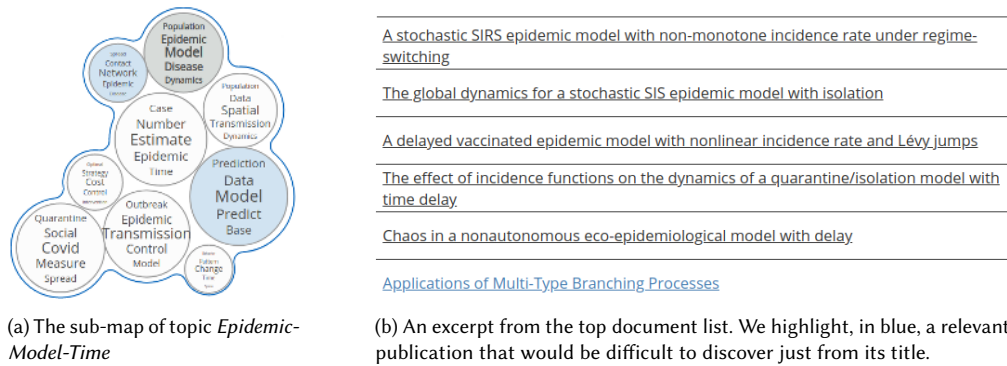 Population
Epidemic
Model
Disease
Dynamics
Contact
Network
Epidemic
Population
Data
Spatial
Transmission
Dynamics
Case
Number
Estimate
Epidemic
Time
Prediction
Data
Model
Predict
Base
Strategy
Cost
Control
Outbreak
Epidemic
Transmission
Control
Model
Quarantine
Social
Covid
Measure
Spread
Pattern
Change
Time
(a) The sub-map of topic Epidemic-
Model-Time
A stochastic SIRS epidemic model with non-monotone incidence rate under regime-
switching
The global dynamics for a stochastic SIS epidemic model with isolation
A delayed vaccinated epidemic model with nonlinear incidence rate and Lévy jumps
The effect of incidence functions on the dynamics of a quarantine/isolation model with
time delay
Chaos in a nonautonomous eco-epidemiological model with delay
Applications of Multi-Type Branching Processes
(b) An excerpt from the top document list. We highlight, in blue, a relevant
publication that would be difficult to discover just from its title.